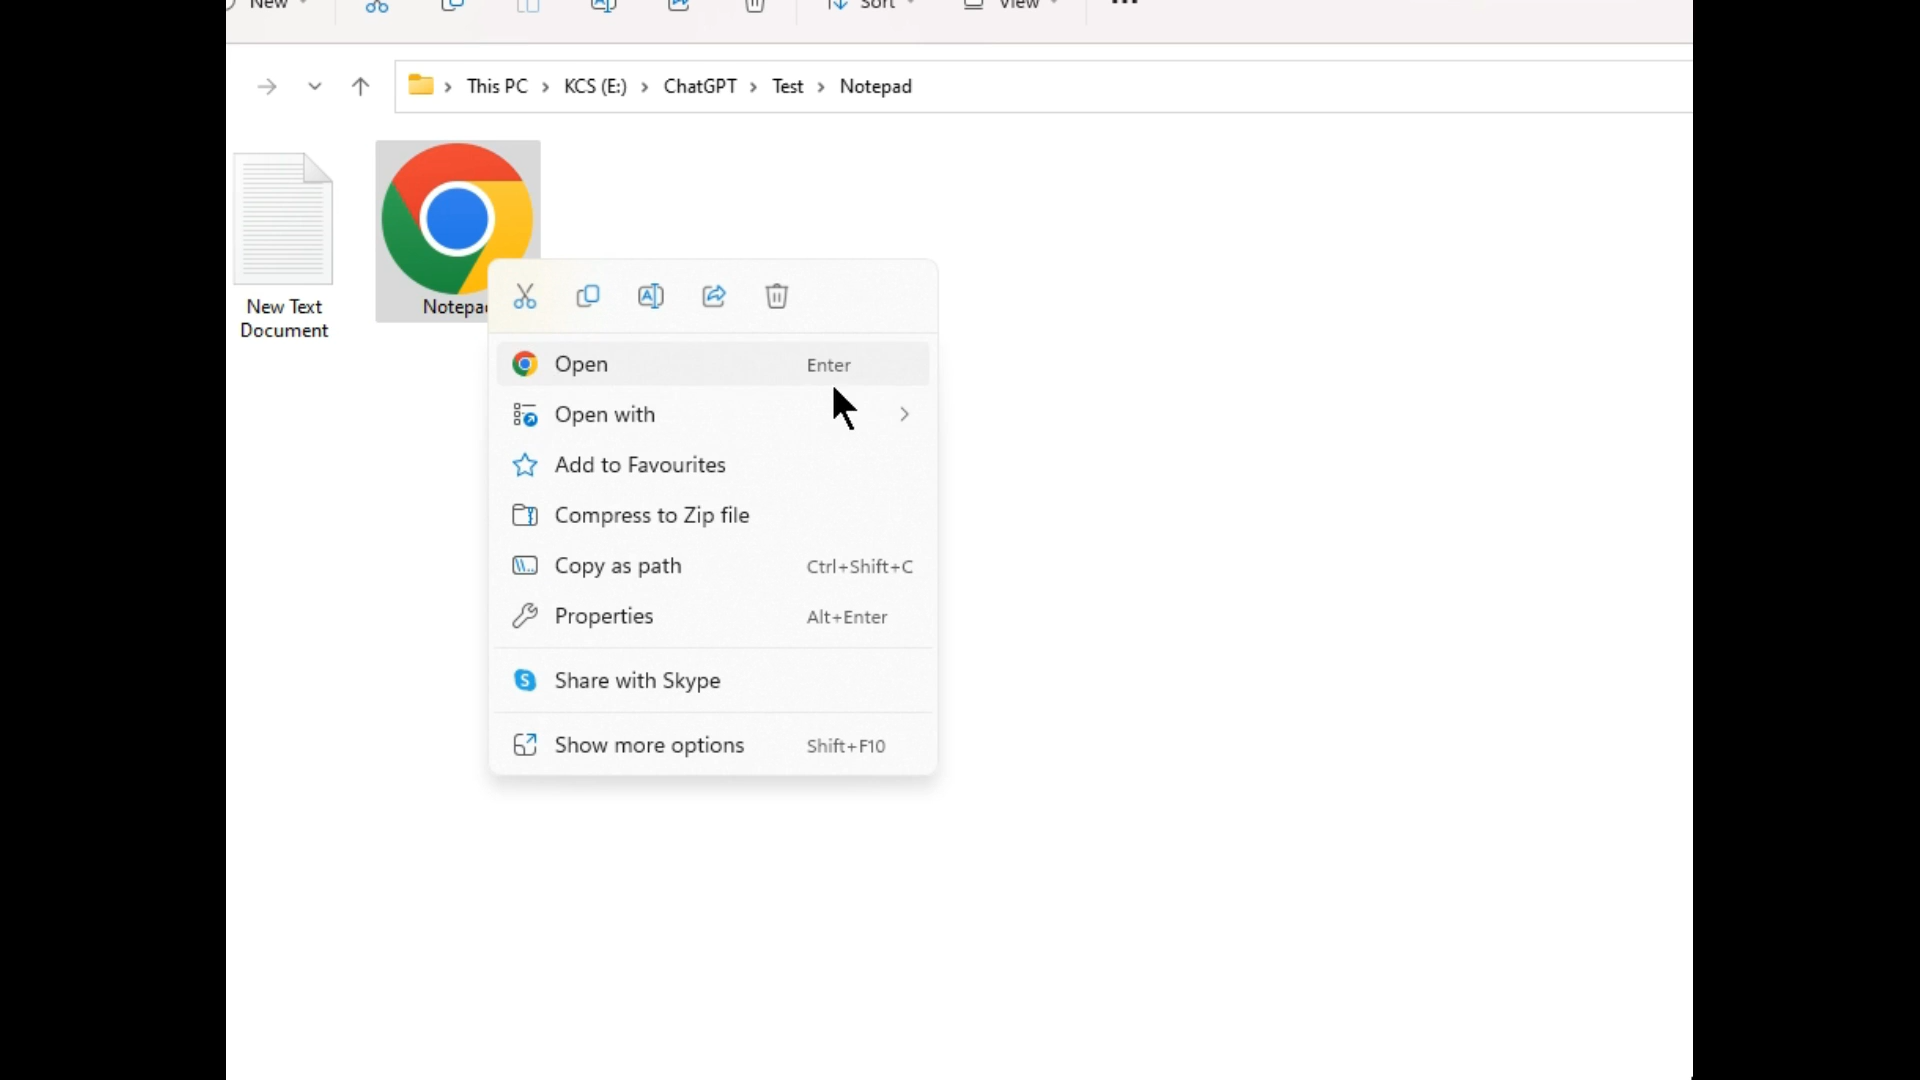 New
Sort
View
This PC > KCS (E:) > ChatGPT > Test > Notepad
New Text
Document
Notepad
Open Enter
Open with
Add to Favourites
Compress to Zip file
Copy as path Ctrl+Shift+C
Properties Alt+Enter
Share with Skype
Show more options Shift+F10